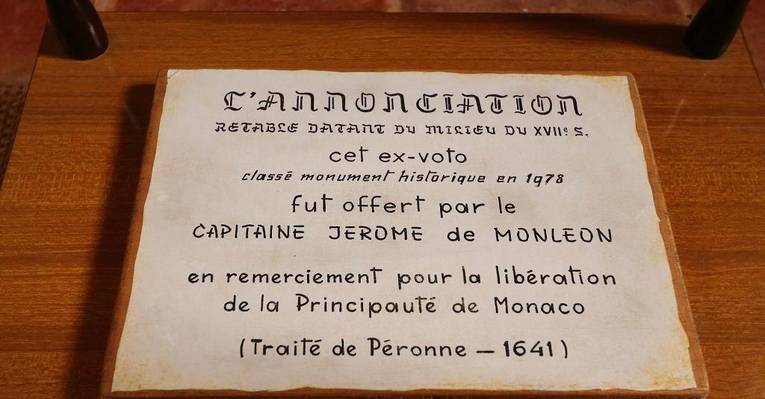 L'ANNONCIATION
RETABLE DATANT DU MILIEU DU XVIIe S.
cet ex-voto
classé monument historique en 1978
fut offert par le
CAPITAINE JEROME de MONLEON
en remerciement pour la libération
de la Principauté de Monaco
(Traité de Péronne — 1641)